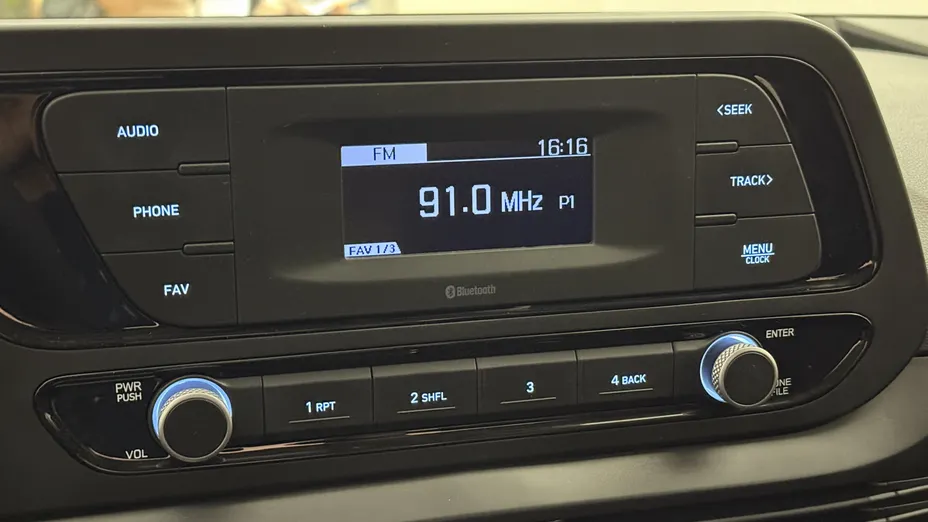 AUDIO
PHONE
FAV
FM 16:16
91.0 MHz P1
FAV 1/3
Bluetooth
<SEEK
TRACK>
MENU
CLOCK
PWR
PUSH
VOL
1 RPT
2 SHFL
3
4 BACK
ENTER